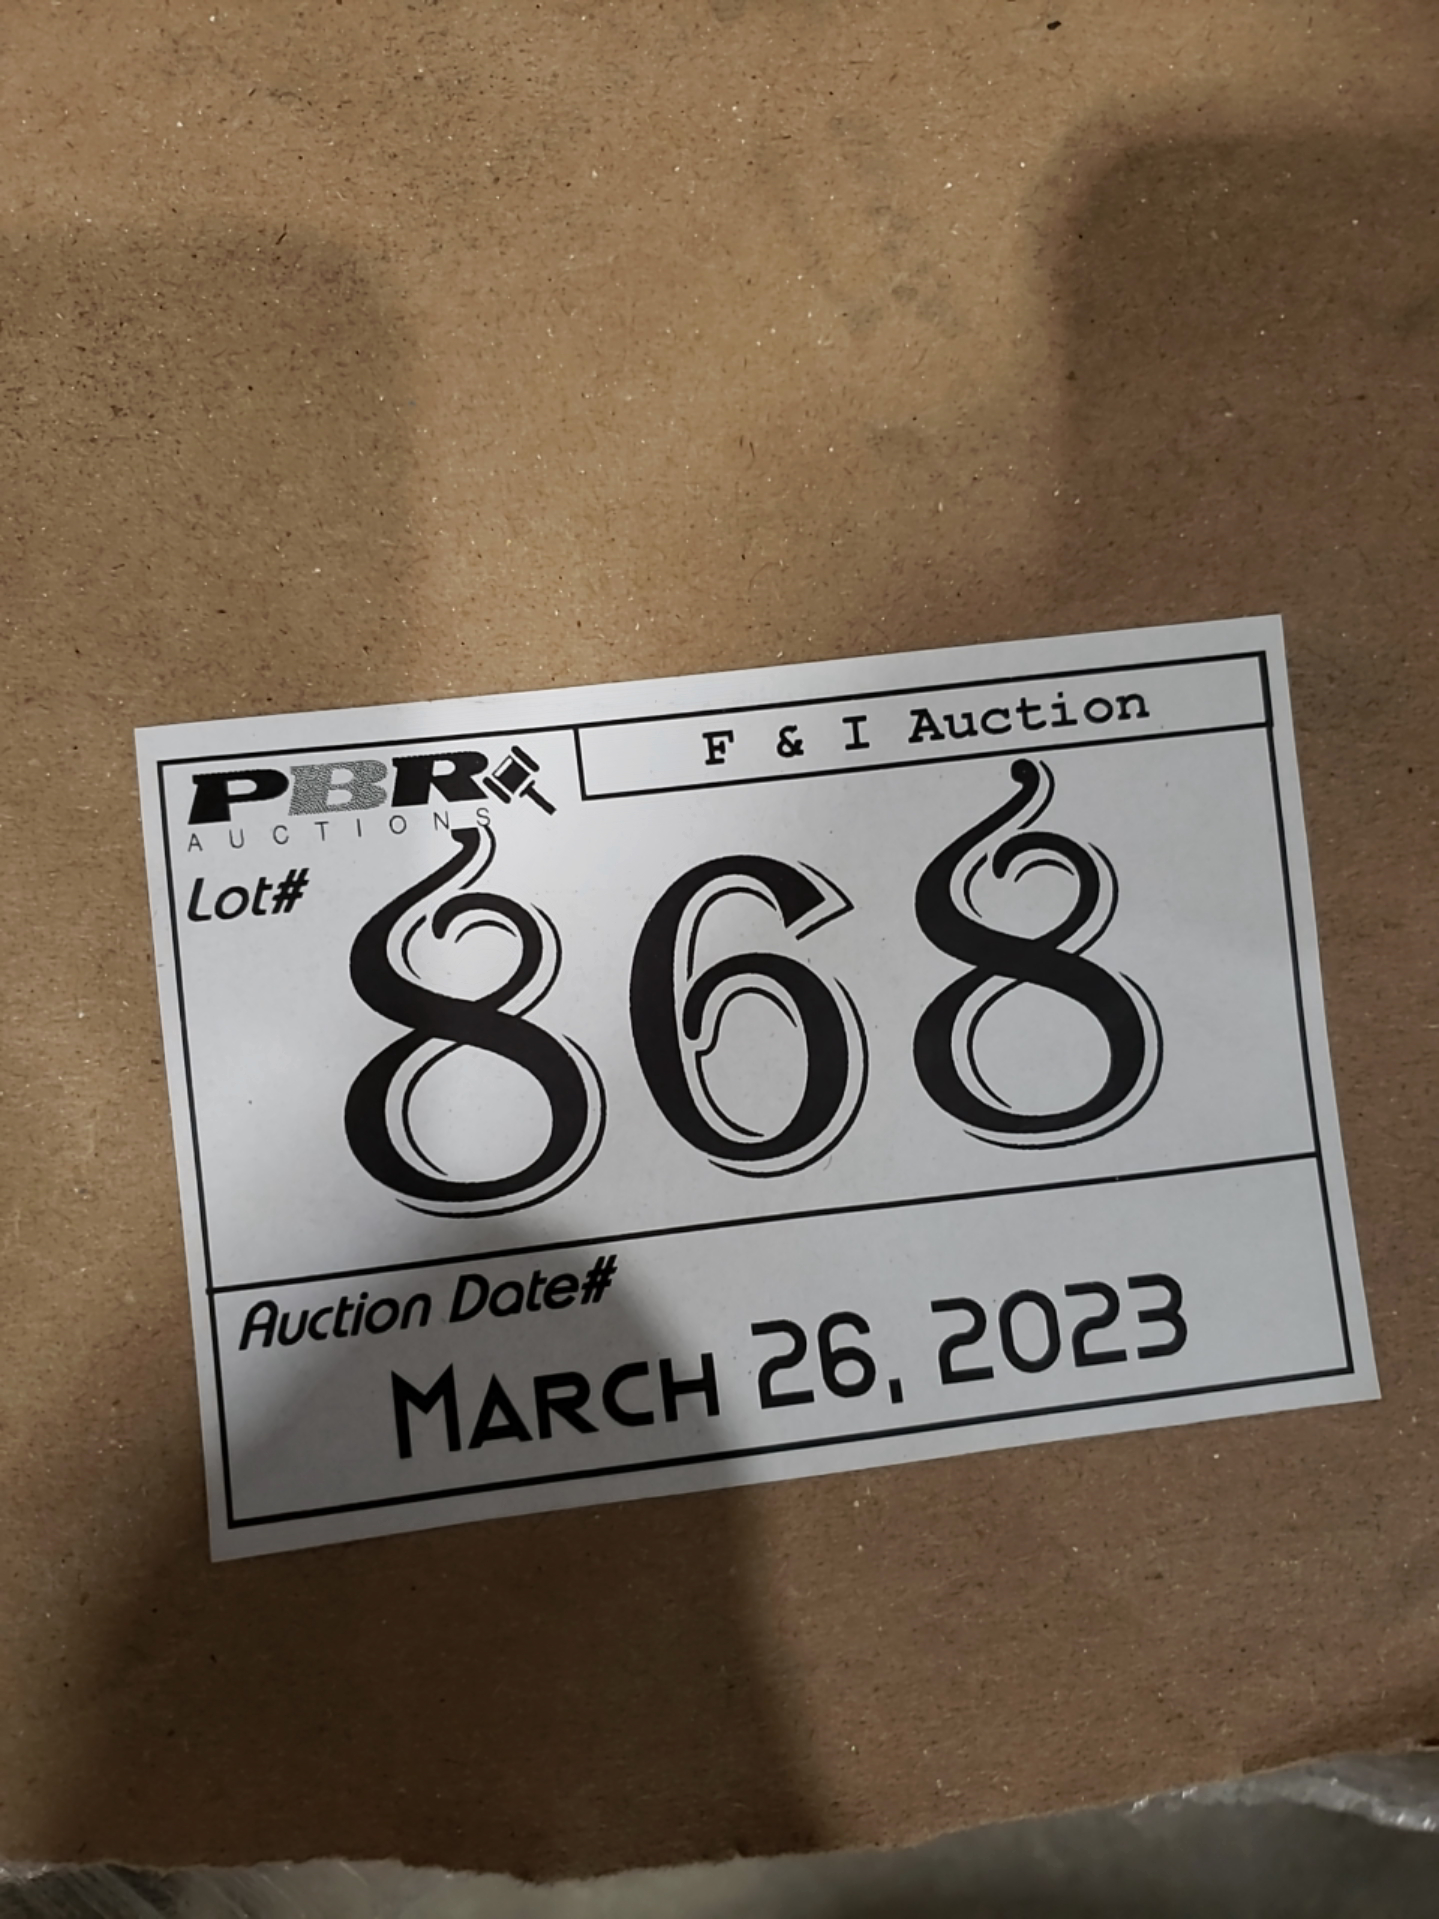 PBR
AUCTIONS
F & I Auction
Lot#
868
Auction Date#
MARCH 26, 2023